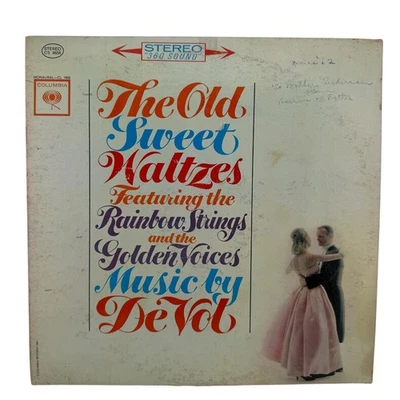 STEREO
"360 SOUND"
STEREO
COLUMBIA
The Old
Sweet
Waltzes
Featuring the
Rainbow Strings
and the
Golden Voices
Music by
De Vol